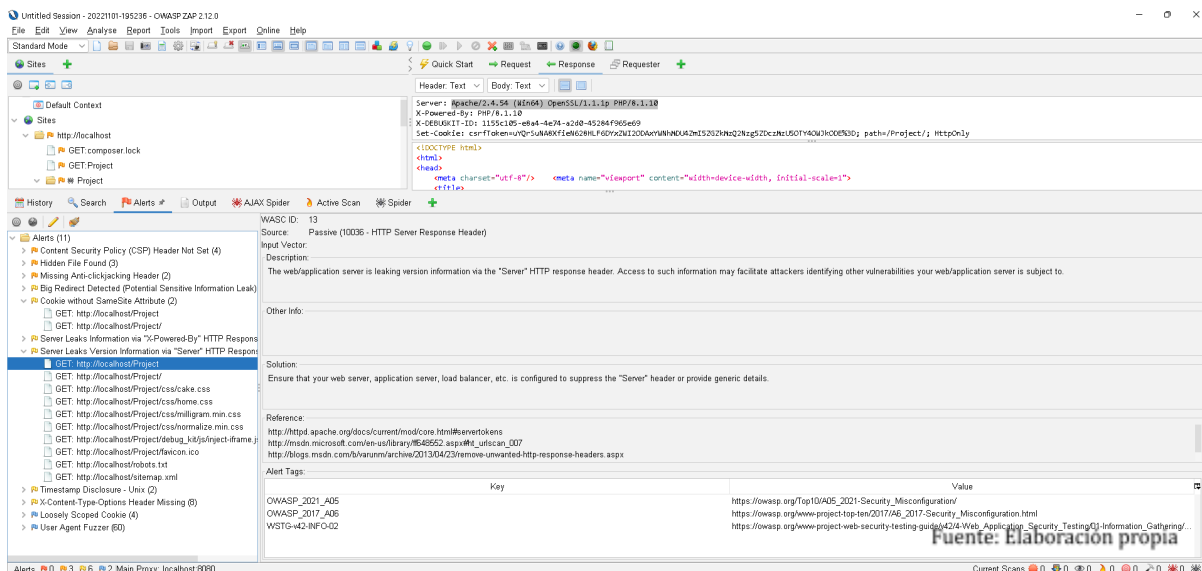 Untitled Session - 20221101-195236 - OWASP ZAP 2.12.0
File Edit View Analyse Report Tools Import Export Online Help
Standard Mode
Sites
Quick Start Request Response Requester
Header: Text Body: Text
Default Context
Sites
http://localhost
GET:composer.lock
GET:Project
Project
Server: Apache/2.4.54 (Win64) OpenSSL/1.1.1p PHP/8.1.10
X-Powered-By: PHP/8.1.10
<!DOCTYPE html>
<html>
<head>
<meta charset="utf-8"/> <meta name="viewport" content="width=device-width, initial-scale=1">
<title>
History Search Alerts Output AJAX Spider Active Scan Spider
Alerts (11)
Content Security Policy (CSP) Header Not Set (4)
Hidden File Found (3)
Missing Anti-clickjacking Header (2)
Big Redirect Detected (Potential Sensitive Information Leak)
Cookie without SameSite Attribute (2)
GET: http://localhost/Project
GET: http://localhost/Project/
Server Leaks Information via "X-Powered-By" HTTP Respons
Server Leaks Version Information via "Server" HTTP Respons
GET: http://localhost/Project
GET: http://localhost/Project/
GET: http://localhost/Project/css/cake.css
GET: http://localhost/Project/css/home.css
GET: http://localhost/Project/css/milligram.min.css
GET: http://localhost/Project/css/normalize.min.css
GET: http://localhost/Project/debug_kit/js/inject-iframe.j
GET: http://localhost/Project/favicon.ico
GET: http://localhost/robots.txt
GET: http://localhost/sitemap.xml
Timestamp Disclosure - Unix (2)
X-Content-Type-Options Header Missing (8)
Loosely Scoped Cookie (4)
User Agent Fuzzer (60)
WASC ID: 13
Source: Passive (10036 - HTTP Server Response Header)
Input Vector:
Description:
The web/application server is leaking version information via the "Server" HTTP response header. Access to such information may facilitate attackers identifying other vulnerabilities your web/application server is subject to.
Other Info:
Solution:
Ensure that your web server, application server, load balancer, etc. is configured to suppress the "Server" header or provide generic details.
Reference:
http://httpd.apache.org/docs/current/mod/core.html#servertokens
http://msdn.microsoft.com/en-us/library/ff648552.aspx#ht_urlscan_007
http://blogs.msdn.com/b/varunm/archive/2013/04/23/remove-unwanted-http-response-headers.aspx
Alert Tags:
Key Value
OWASP_2021_A05 https://owasp.org/Top10/A05_2021-Security_Misconfiguration/
OWASP_2017_A06 https://owasp.org/www-project-top-ten/2017/A6_2017-Security_Misconfiguration.html
WSTG-v42-INFO-02 https://owasp.org/www-project-web-security-testing-guide/v42/4-Web_Application_Security_Testing/01-Information_Gathering/...
Fuente: Elaboración propia
Alerts 0 3 6 2 Main Proxy: localhost:8080
Current Scans 0 0 0 0 0 0 0